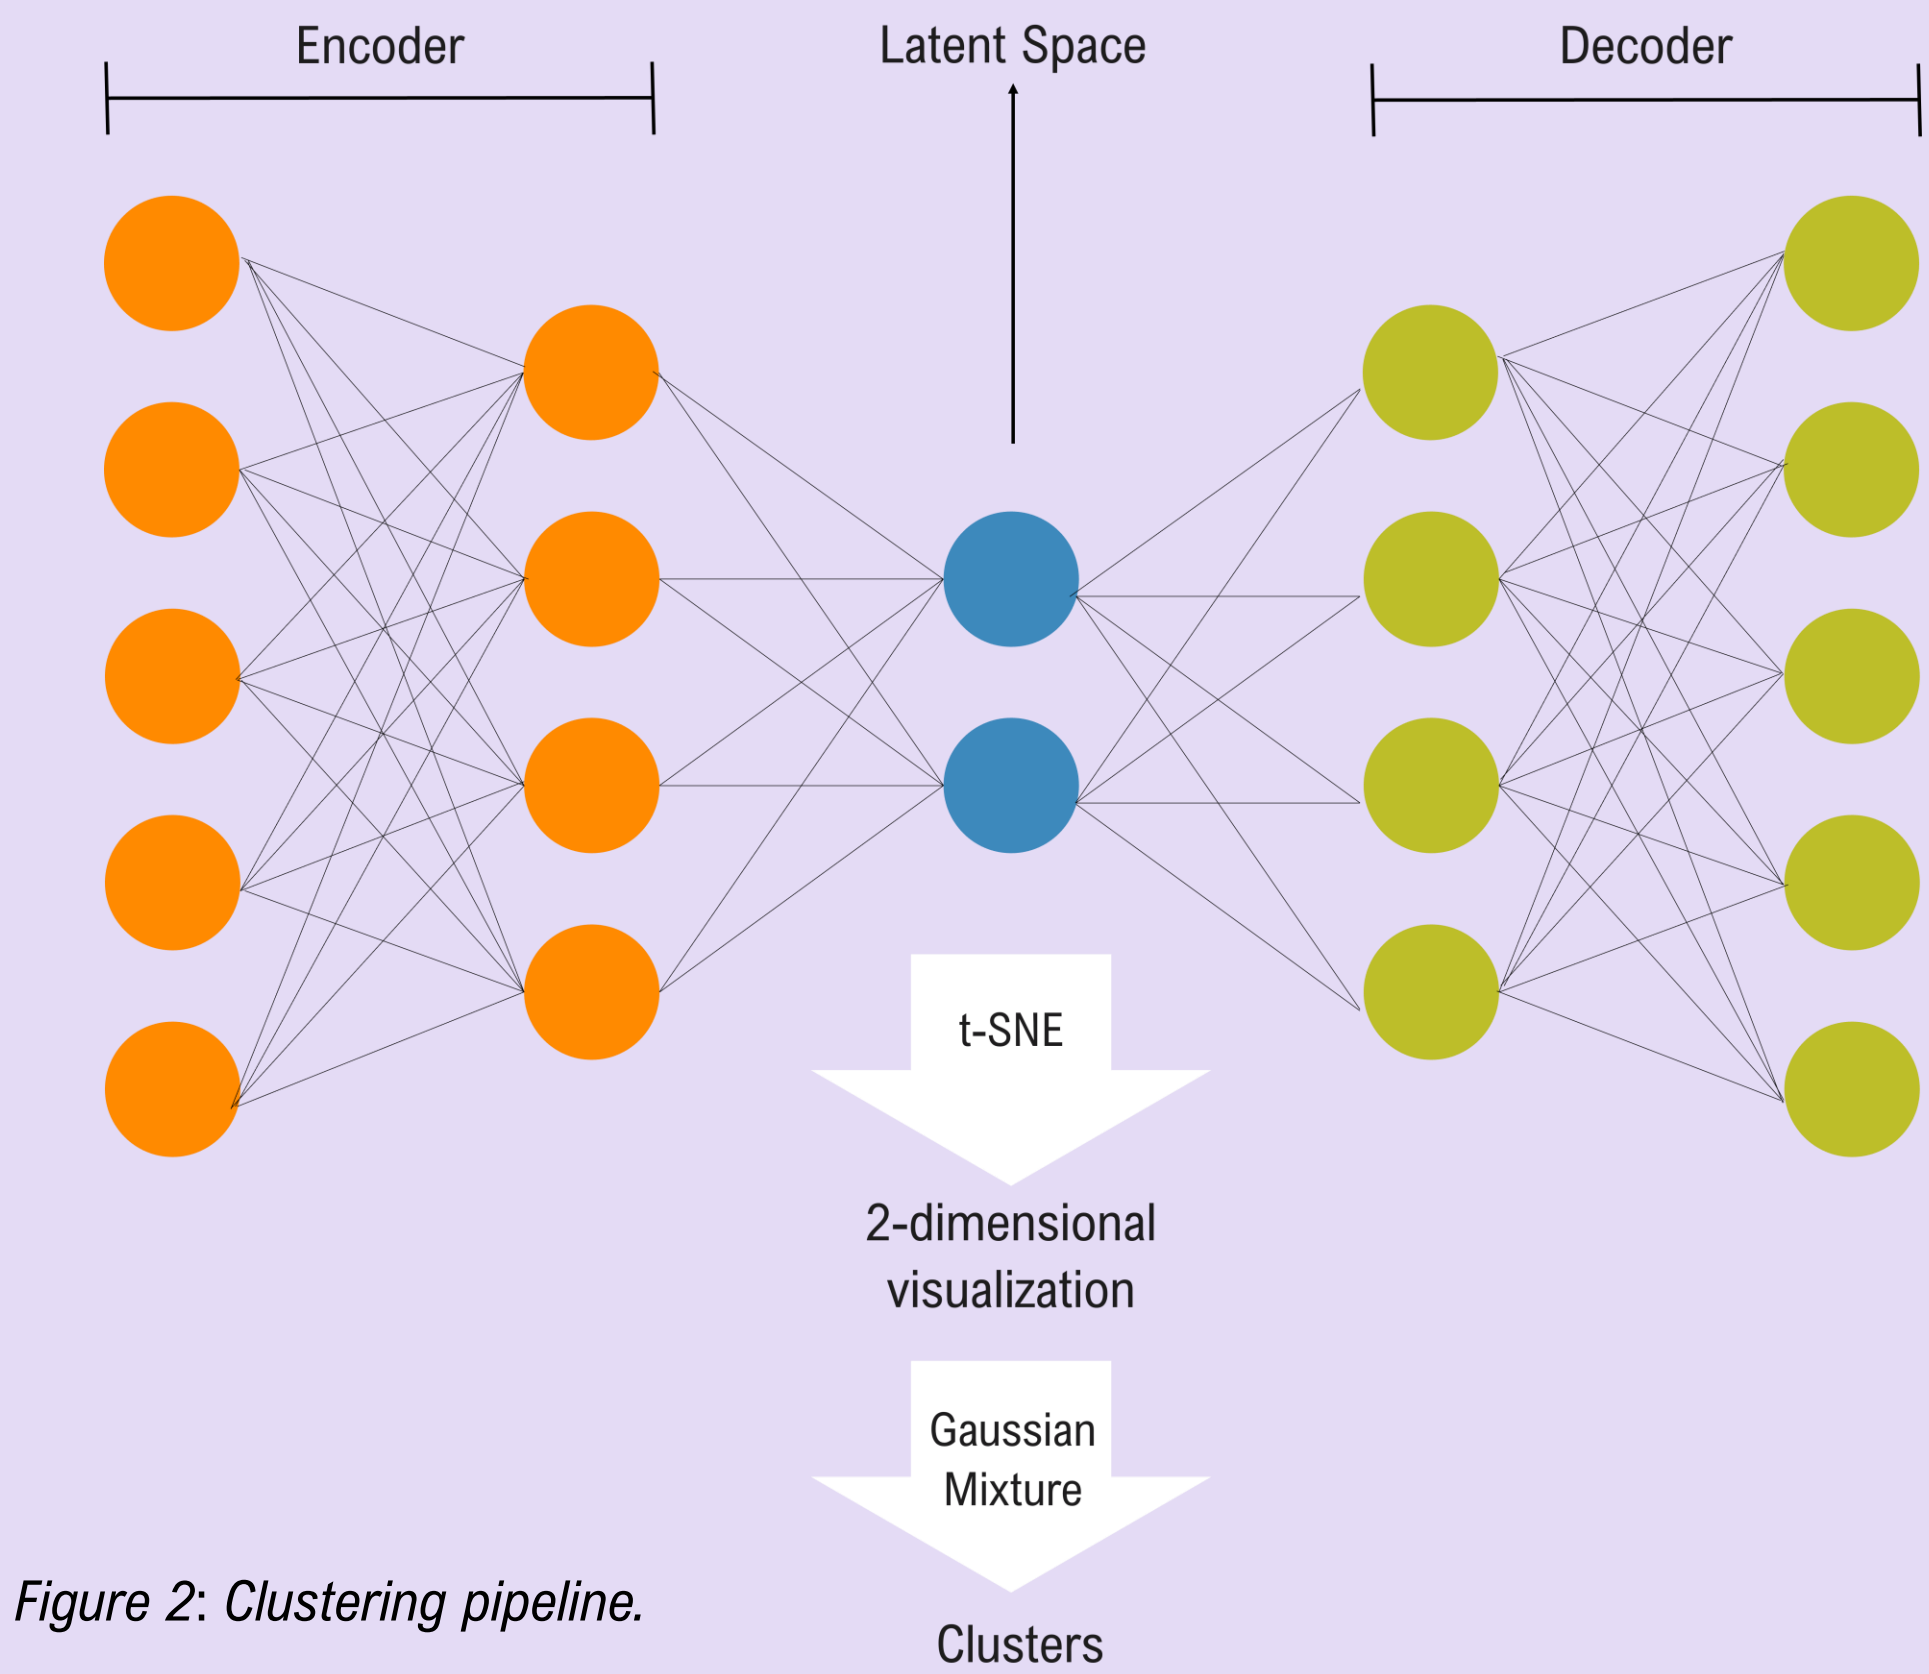 Encoder
Latent Space
Decoder
t-SNE
2-dimensional
visualization
Gaussian
Mixture
Figure 2: Clustering pipeline.
Clusters